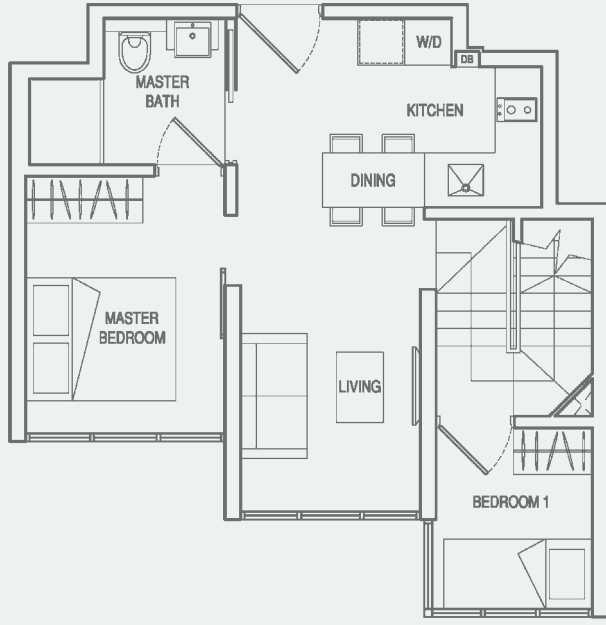 W/D
DB
MASTER
BATH
KITCHEN
DINING
MASTER
BEDROOM
LIVING
BEDROOM 1